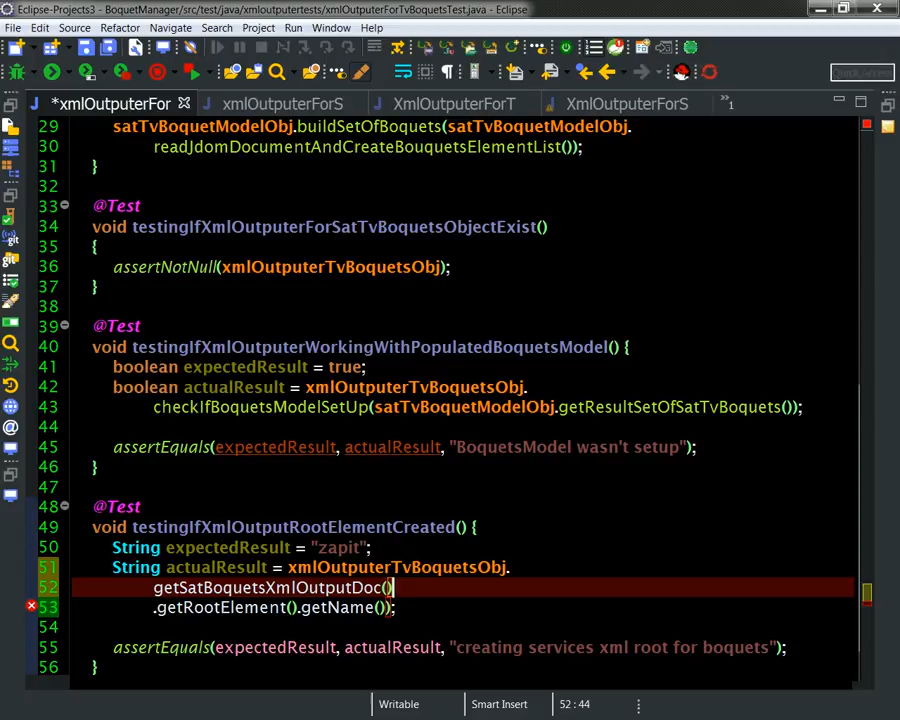 Eclipse-Projects3 - BoquetManager/src/test/java/xmloutputertests/xmlOutputerForTvBoquetsTest.java - Eclipse
File Edit Source Refactor Navigate Search Project Run Window Help
Quick Access
*xmlOutputerFor xmlOutputerForS XmlOutputerForT XmlOutputerForS »1
29 satTvBoquetModelObj.buildSetOfBoquets(satTvBoquetModelObj.
30 readJdomDocumentAndCreateBouquetsElementList());
31 }
32
33 @Test
34 void testingIfXmlOutputerForSatTvBoquetsObjectExist()
35 {
36 assertNotNull(xmlOutputerTvBoquetsObj);
37 }
38
39 @Test
40 void testingIfXmlOutputerWorkingWithPopulatedBoquetsModel() {
41 boolean expectedResult = true;
42 boolean actualResult = xmlOutputerTvBoquetsObj.
43 checkIfBoquetsModelSetUp(satTvBoquetModelObj.getResultSetOfSatTvBoquets());
44
45 assertEquals(expectedResult, actualResult, "BoquetsModel wasn't setup");
46 }
47
48 @Test
49 void testingIfXmlOutputRootElementCreated() {
50 String expectedResult = "zapit";
51 String actualResult = xmlOutputerTvBoquetsObj.
52 getSatBoquetsXmlOutputDoc()
53 .getRootElement().getName());
54
55 assertEquals(expectedResult, actualResult, "creating services xml root for boquets");
56 }
Writable Smart Insert 52 : 44